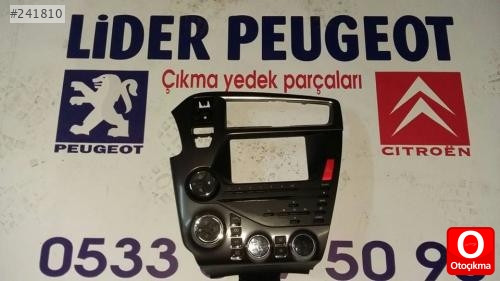 #241810
LİDER PEUGEOT
Çıkma yedek parçaları
PEUGEOT
CITROËN
0533
50 9
Otoçıkma